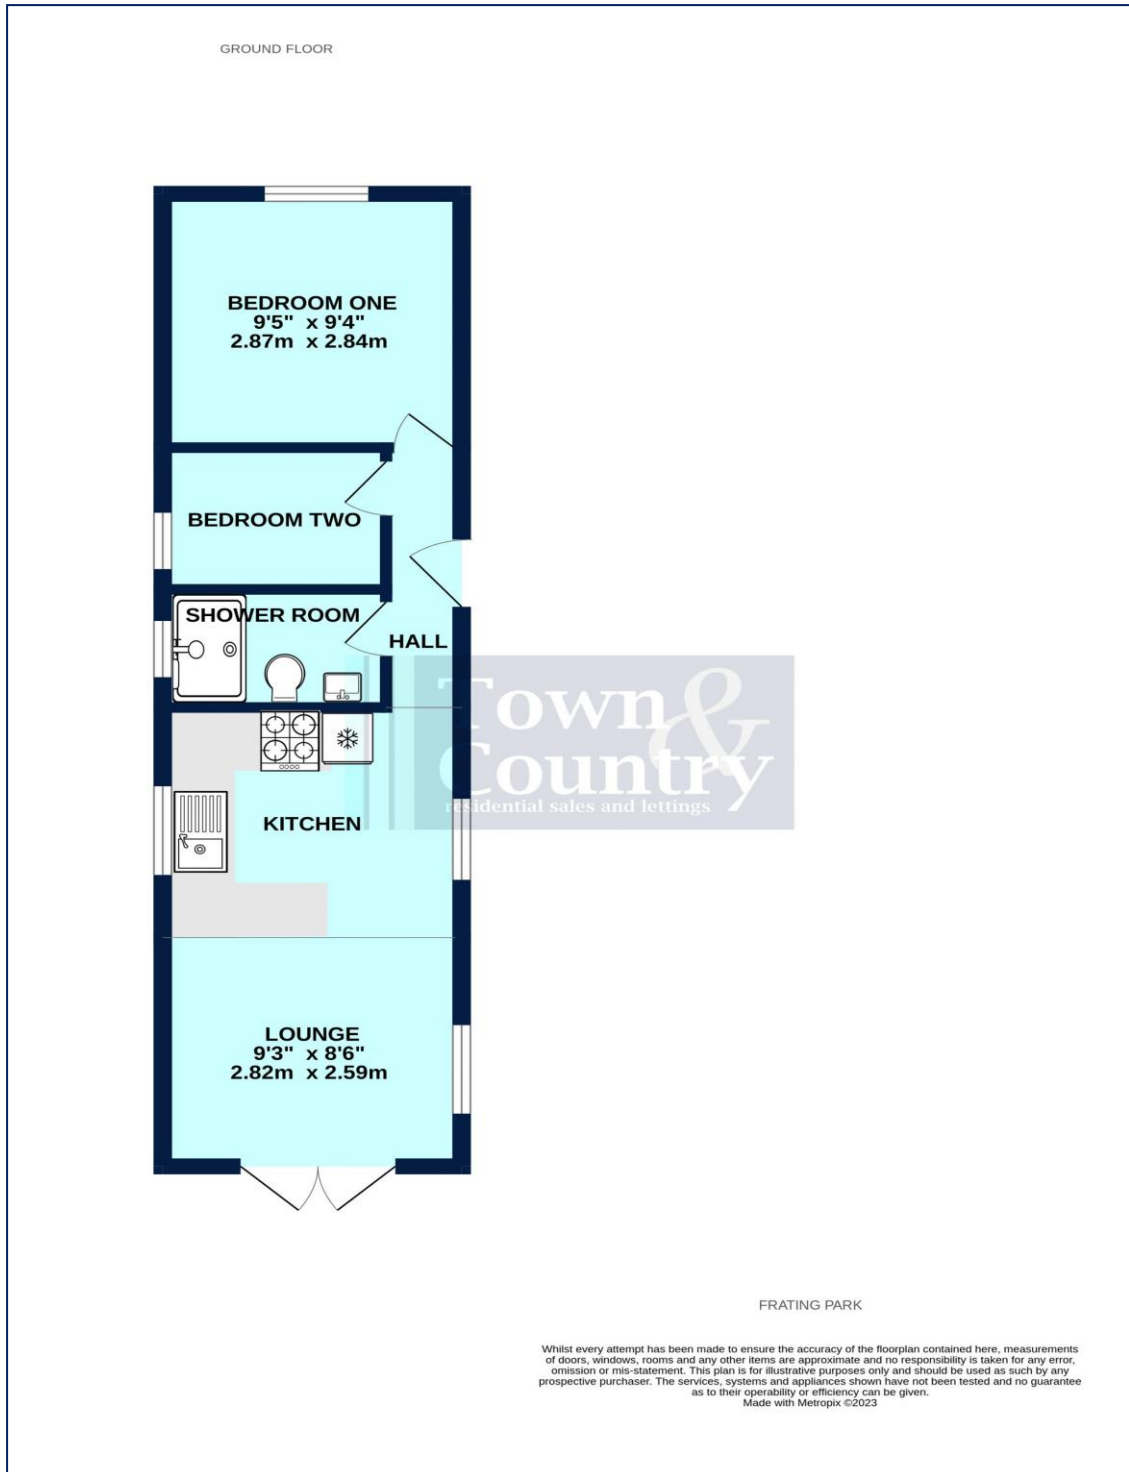 GROUND FLOOR
BEDROOM ONE
9'5" x 9'4"
2.87m x 2.84m
BEDROOM TWO
SHOWER ROOM
HALL
Town &
Country
residential sales and lettings
KITCHEN
LOUNGE
9'3" x 8'6"
2.82m x 2.59m
FRATING PARK
Whilst every attempt has been made to ensure the accuracy of the floorplan contained here, measurements
of doors, windows, rooms and any other items are approximate and no responsibility is taken for any error,
omission or mis-statement. This plan is for illustrative purposes only and should be used as such by any
prospective purchaser. The services, systems and appliances shown have not been tested and no guarantee
as to their operability or efficiency can be given.
Made with Metropix ©2023